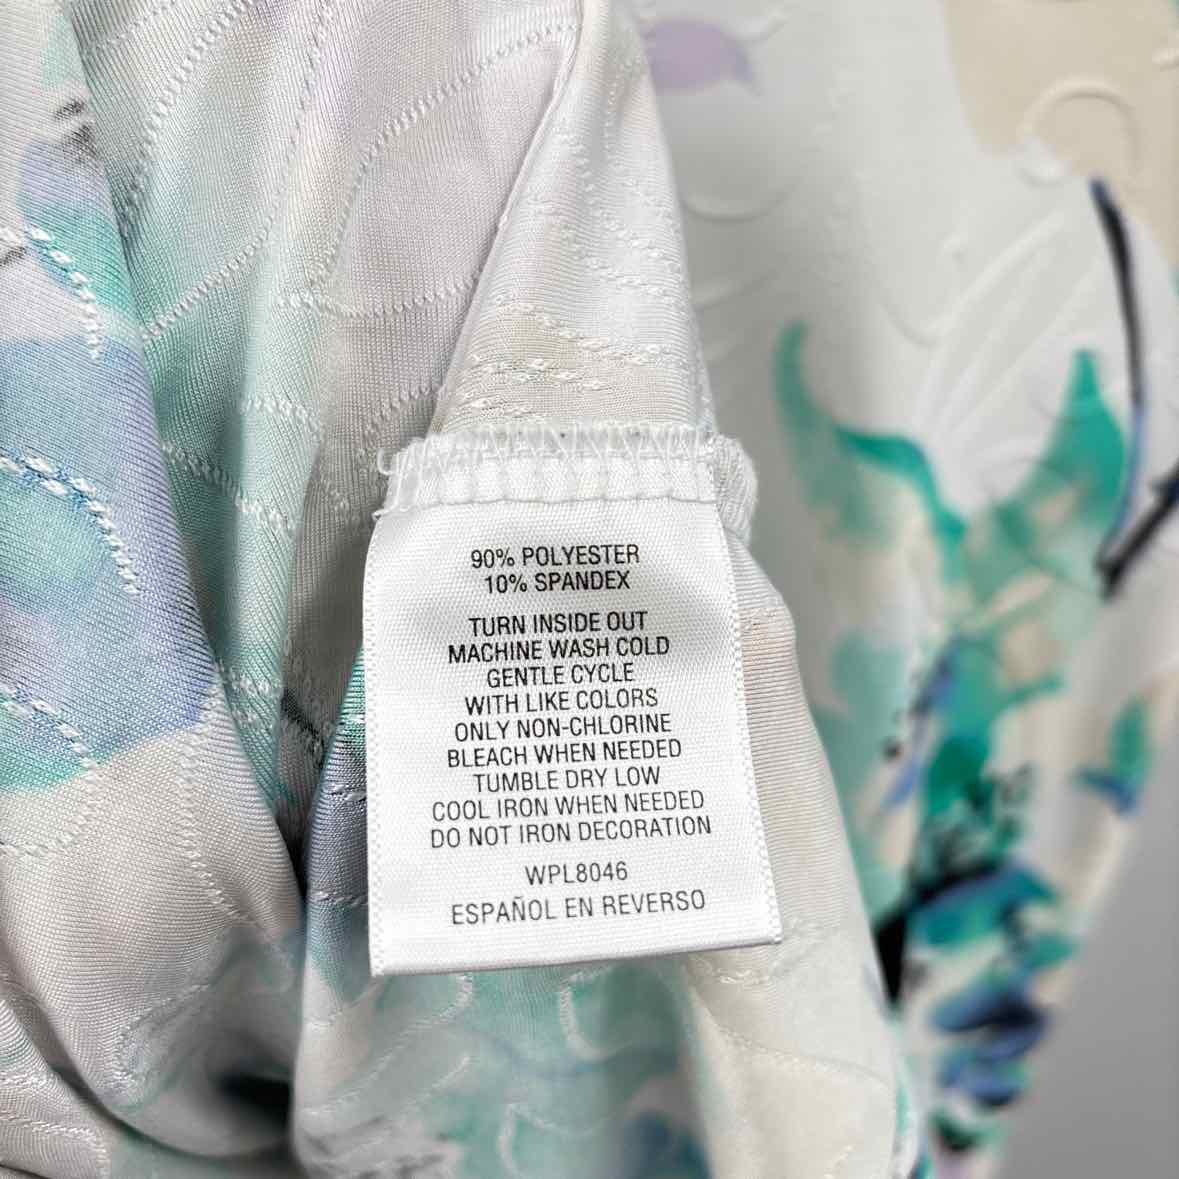 90% POLYESTER
10% SPANDEX
TURN INSIDE OUT
MACHINE WASH COLD
GENTLE CYCLE
WITH LIKE COLORS
ONLY NON-CHLORINE
BLEACH WHEN NEEDED
TUMBLE DRY LOW
COOL IRON WHEN NEEDED
DO NOT IRON DECORATION
WPL8046
ESPAÑOL EN REVERSO